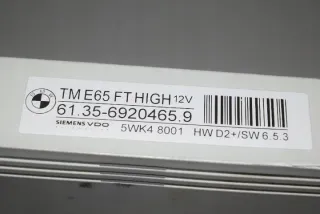 BMW
TM E65 FT HIGH 12V
61.35-6920465.9
SIEMENS VDO 5WK4 8001 HW D2+/SW 6.5.3